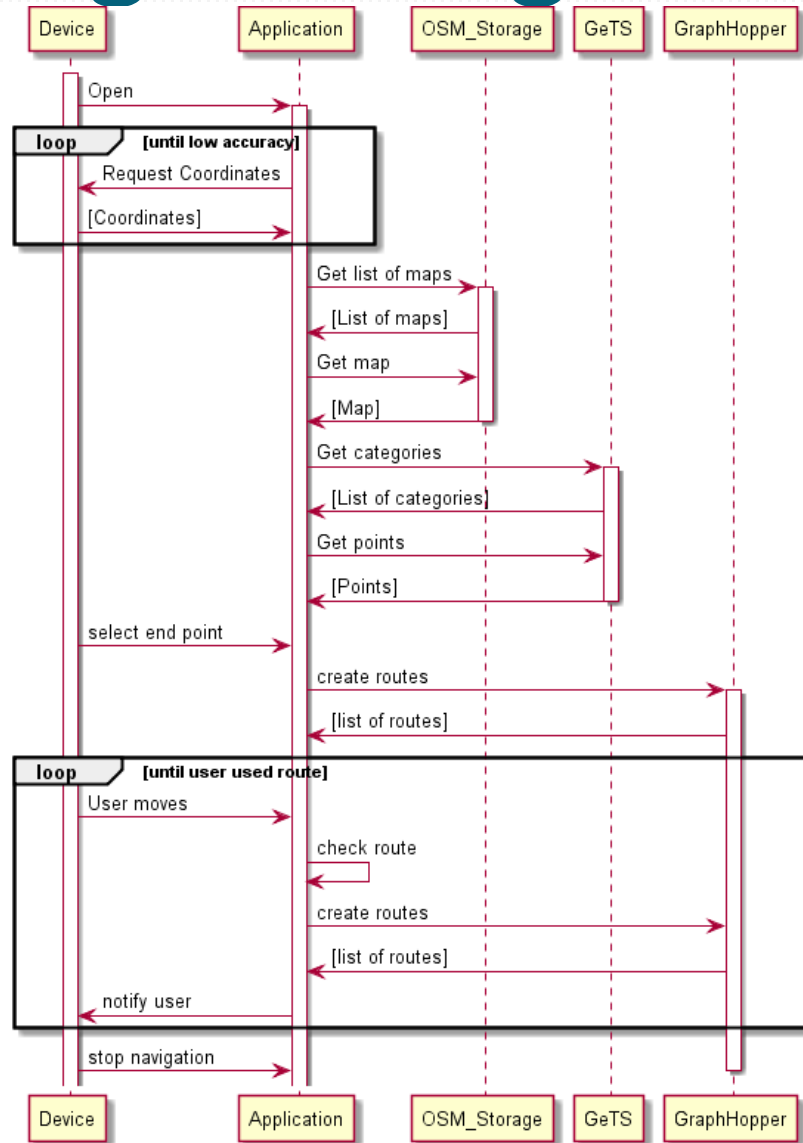 Device
Application
OSM_Storage
GeTS
GraphHopper
Open
loop
[until low accuracy]
Request Coordinates
[Coordinates]
Get list of maps
[List of maps]
Get map
[Map]
Get categories
[List of categories]
Get points
[Points]
select end point
create routes
[list of routes]
loop
[until user used route]
User moves
check route
create routes
[list of routes]
notify user
stop navigation
Device
Application
OSM_Storage
GeTS
GraphHopper